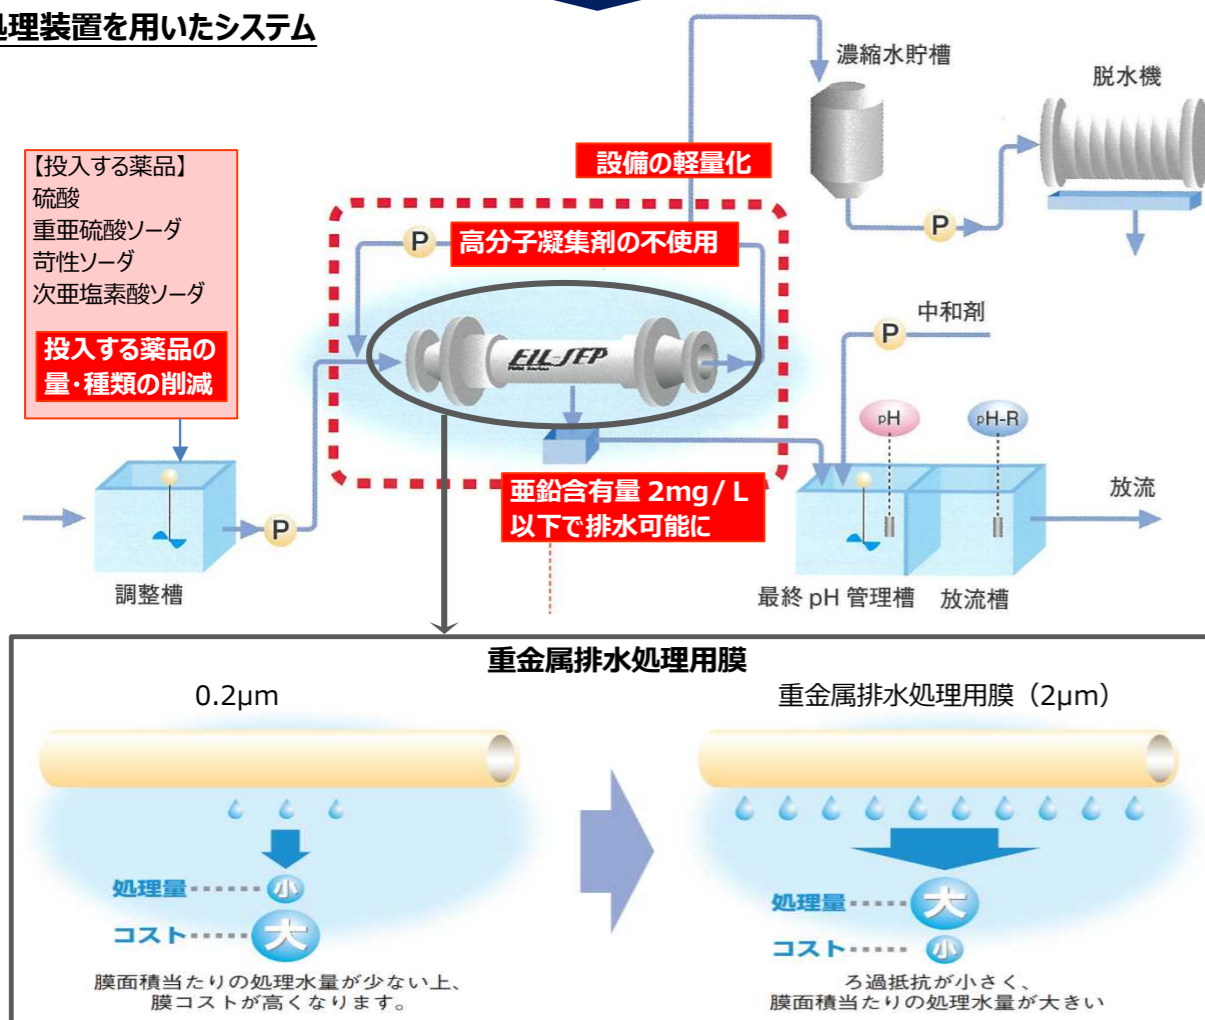 処理装置を用いたシステム
濃縮水貯槽
脱水機
【投入する薬品】
硫酸
重亜硫酸ソーダ
苛性ソーダ
次亜塩素酸ソーダ
投入する薬品の
量・種類の削減
設備の軽量化
P
高分子凝集剤の不使用
P
中和剤
P
FIL-SEP
pH
pH-R
亜鉛含有量 2mg/L
以下で排水可能に
放流
P
調整槽
最終 pH 管理槽
放流槽
重金属排水処理用膜
0.2μm
重金属排水処理用膜（2μm）
処理量
小
コスト
大
膜面積当たりの処理水量が少ない上、
膜コストが高くなります。
処理量
大
コスト
小
ろ過抵抗が小さく、
膜面積当たりの処理水量が大きい